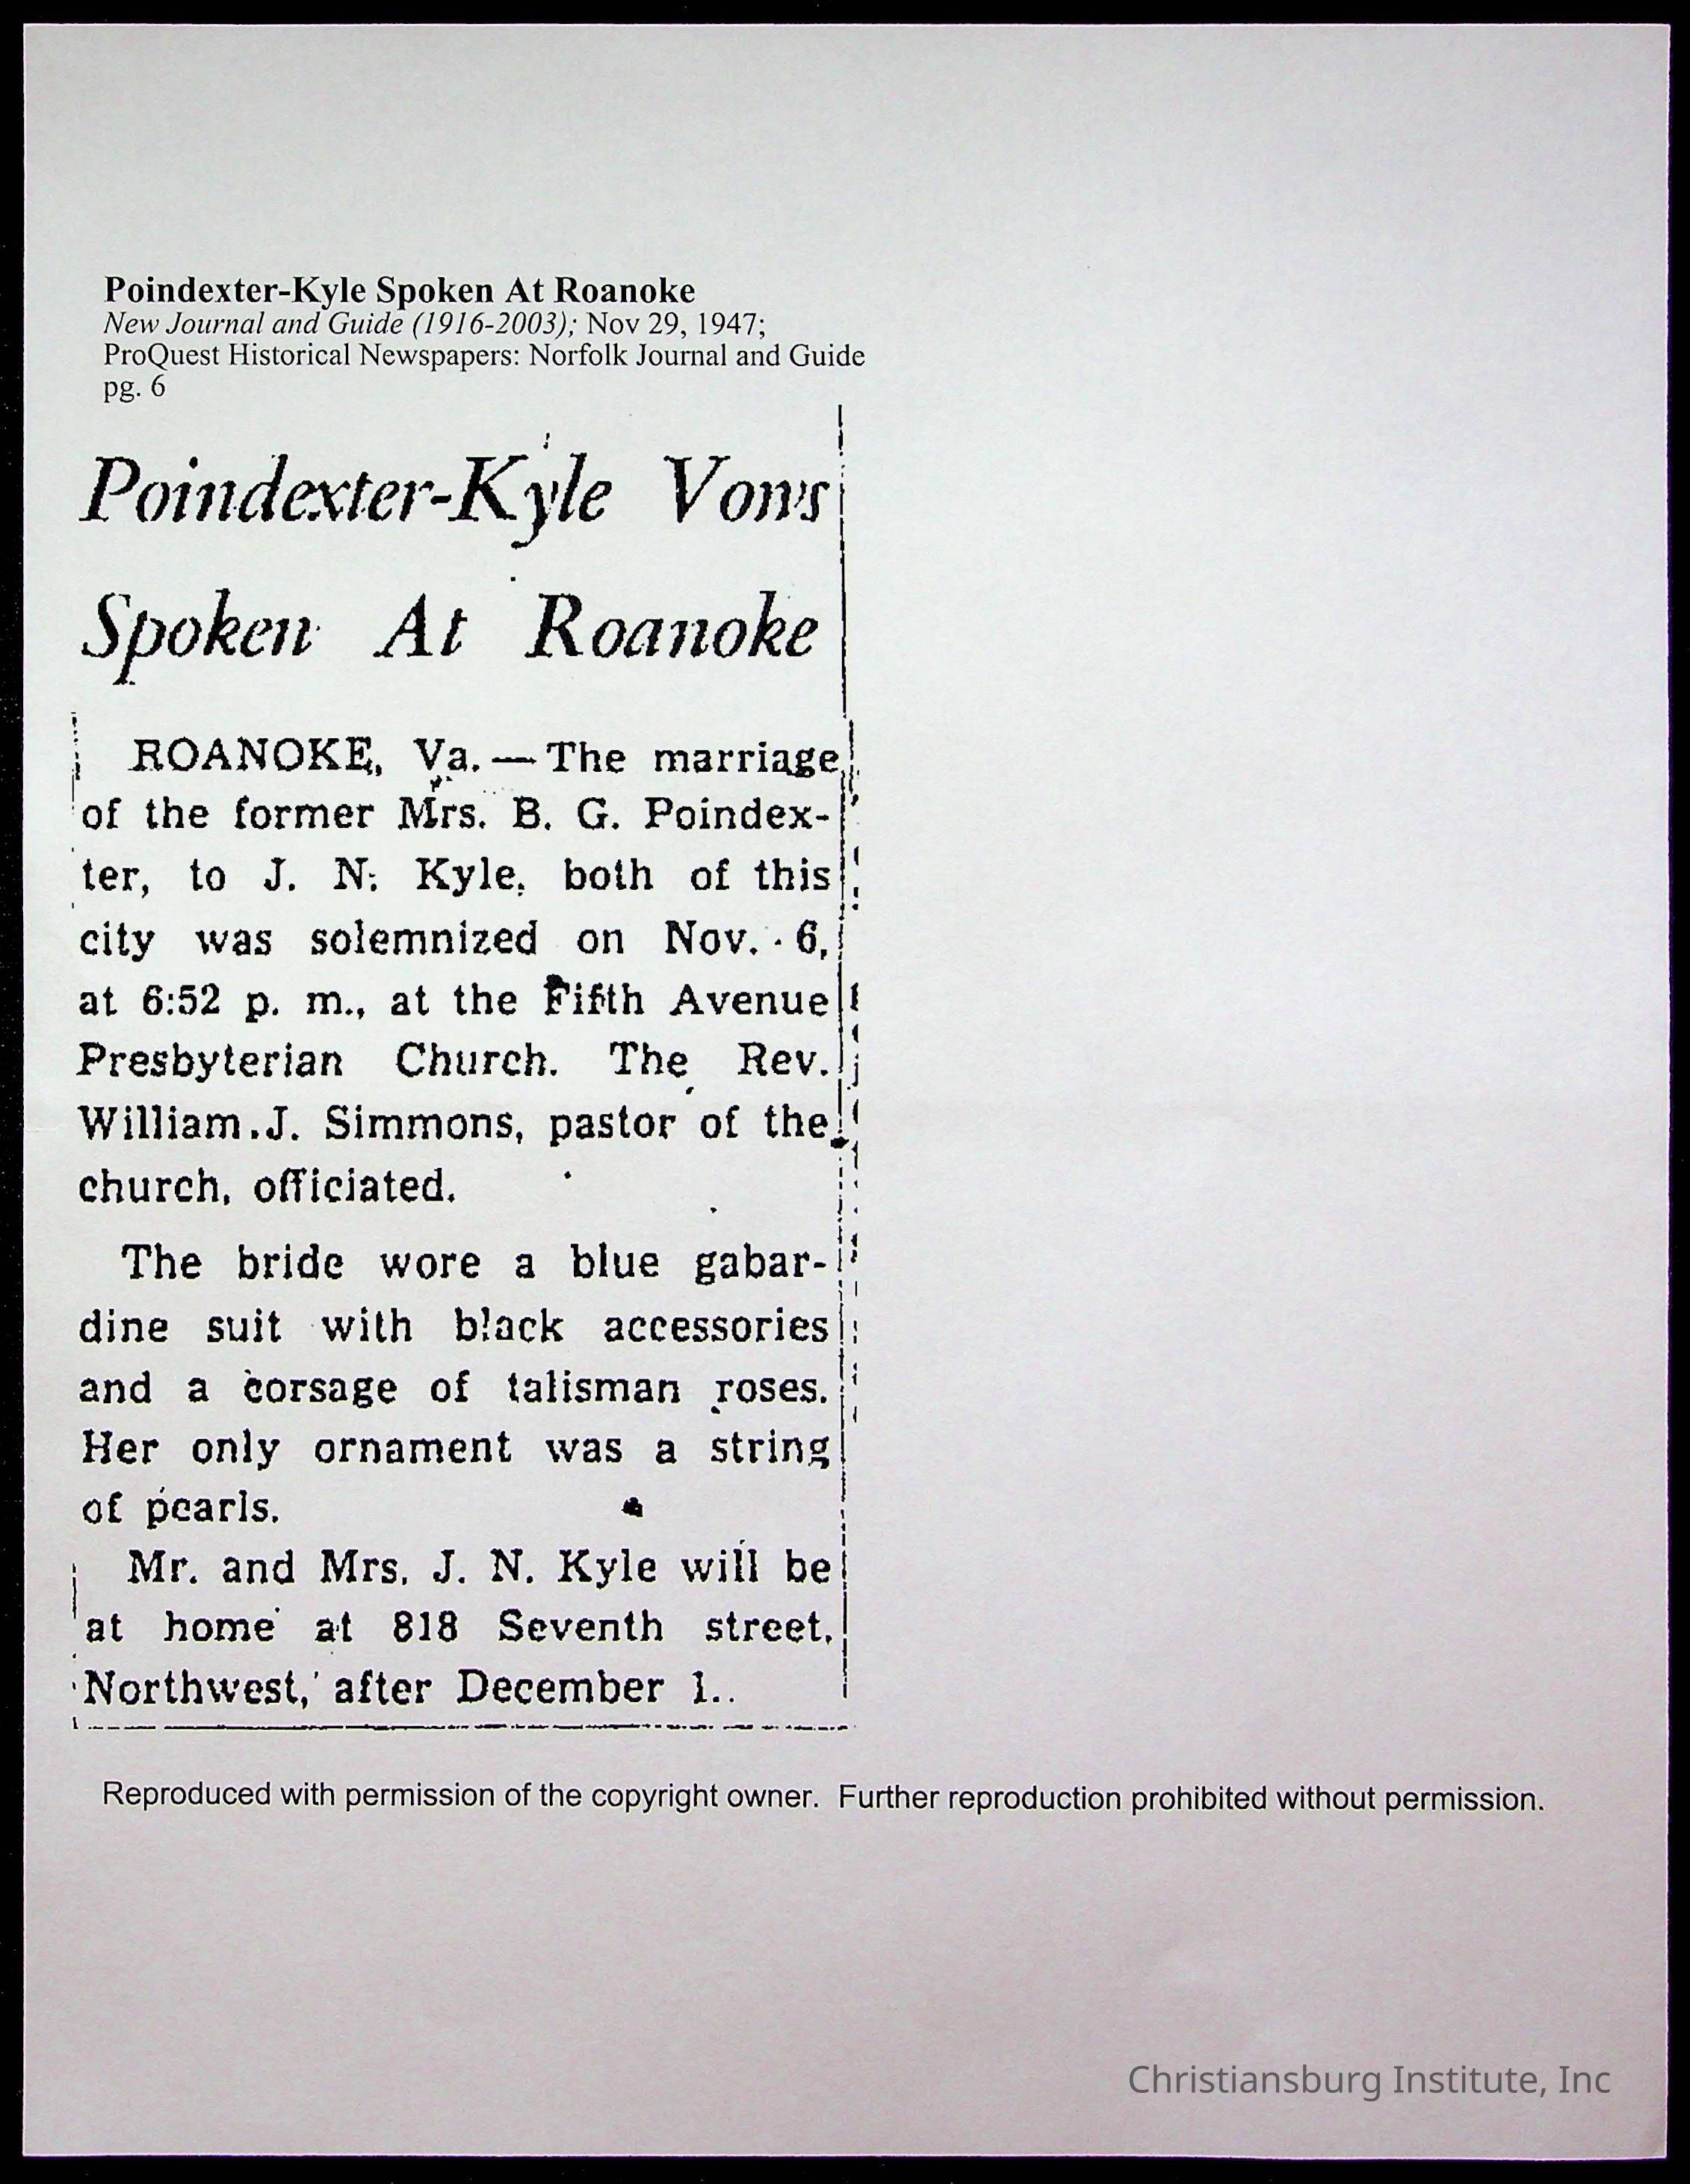 Poindexter-Kyle Spoken At Roanoke
New Journal and Guide (1916-2003); Nov 29, 1947;
ProQuest Historical Newspapers: Norfolk Journal and Guide
pg. 6
Poindexter-Kyle Vows
Spoken At Roanoke
ROANOKE, Va. — The marriage
of the former Mrs. B. G. Poindex-
ter, to J. N. Kyle, both of this
city was solemnized on Nov. 6,
at 6:52 p. m., at the Fifth Avenue
Presbyterian Church. The Rev.
William J. Simmons, pastor of the
church, officiated.
The bride wore a blue gabar-
dine suit with black accessories
and a corsage of talisman roses.
Her only ornament was a string
of pearls.
Mr. and Mrs. J. N. Kyle will be
at home at 818 Seventh street,
Northwest, after December 1.
Reproduced with permission of the copyright owner. Further reproduction prohibited without permission.
Christiansburg Institute, Inc